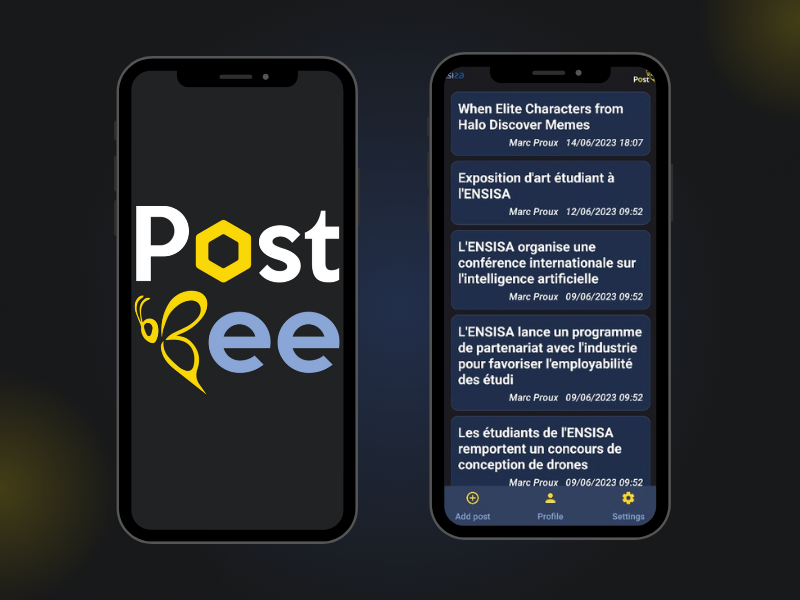 Post
Bee
Post
When Elite Characters from
Halo Discover Memes
Marc Proux 14/06/2023 18:07
Exposition d'art étudiant à
l'ENSISA
Marc Proux 12/06/2023 09:52
L'ENSISA organise une
conférence internationale sur
l'intelligence artificielle
Marc Proux 09/06/2023 09:52
L'ENSISA lance un programme
de partenariat avec l'industrie
pour favoriser l'employabilité
des étudi
Marc Proux 09/06/2023 09:52
Les étudiants de l'ENSISA
remportent un concours de
conception de drones
Marc Proux 09/06/2023 09:52
Add post Profile Settings